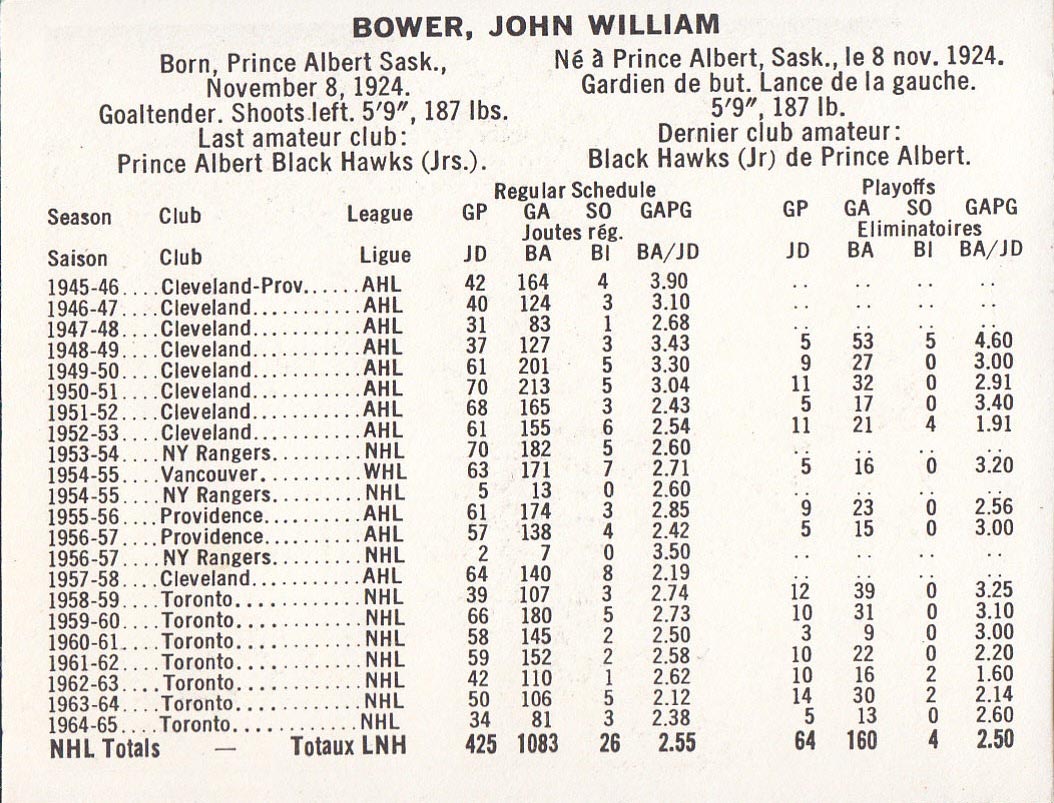 BOWER, JOHN WILLIAM
Born, Prince Albert Sask.,
November 8, 1924.
Goaltender. Shoots left. 5'9", 187 lbs.
Last amateur club:
Prince Albert Black Hawks (Jrs.).
Né à Prince Albert, Sask., le 8 nov. 1924.
Gardien de but. Lance de la gauche.
5'9", 187 lb.
Dernier club amateur:
Black Hawks (Jr) de Prince Albert.
Regular Schedule Playoffs
Season Club League GP GA SO GAPG GP GA SO GAPG
Joutes rég. Eliminatoires
Saison Club Ligue JD BA BI BA/JD JD BA BI BA/JD
1945-46....Cleveland-Prov......AHL 42 164 4 3.90 .. .. .. ..
1946-47....Cleveland...........AHL 40 124 3 3.10 .. .. .. ..
1947-48....Cleveland...........AHL 31 83 1 2.68 .. .. .. ..
1948-49....Cleveland...........AHL 37 127 3 3.43 5 53 5 4.60
1949-50....Cleveland...........AHL 61 201 5 3.30 9 27 0 3.00
1950-51....Cleveland...........AHL 70 213 5 3.04 11 32 0 2.91
1951-52....Cleveland...........AHL 68 165 3 2.43 5 17 0 3.40
1952-53....Cleveland...........AHL 61 155 6 2.54 11 21 4 1.91
1953-54....NY Rangers.........NHL 70 182 5 2.60 .. .. .. ..
1954-55....Vancouver..........WHL 63 171 7 2.71 5 16 0 3.20
1954-55....NY Rangers.........NHL 5 13 0 2.60 .. .. .. ..
1955-56....Providence..........AHL 61 174 3 2.85 9 23 0 2.56
1956-57....Providence..........AHL 57 138 4 2.42 5 15 0 3.00
1956-57....NY Rangers.........NHL 2 7 0 3.50 .. .. .. ..
1957-58....Cleveland...........AHL 64 140 8 2.19 .. .. .. ..
1958-59....Toronto............NHL 39 107 3 2.74 12 39 0 3.25
1959-60....Toronto............NHL 66 180 5 2.73 10 31 0 3.10
1960-61....Toronto............NHL 58 145 2 2.50 3 9 0 3.00
1961-62....Toronto............NHL 59 152 2 2.58 10 22 0 2.20
1962-63....Toronto............NHL 42 110 1 2.62 10 16 2 1.60
1963-64....Toronto............NHL 50 106 5 2.12 14 30 2 2.14
1964-65....Toronto............NHL 34 81 3 2.38 5 13 0 2.60
NHL Totals — Totaux LNH 425 1083 26 2.55 64 160 4 2.50